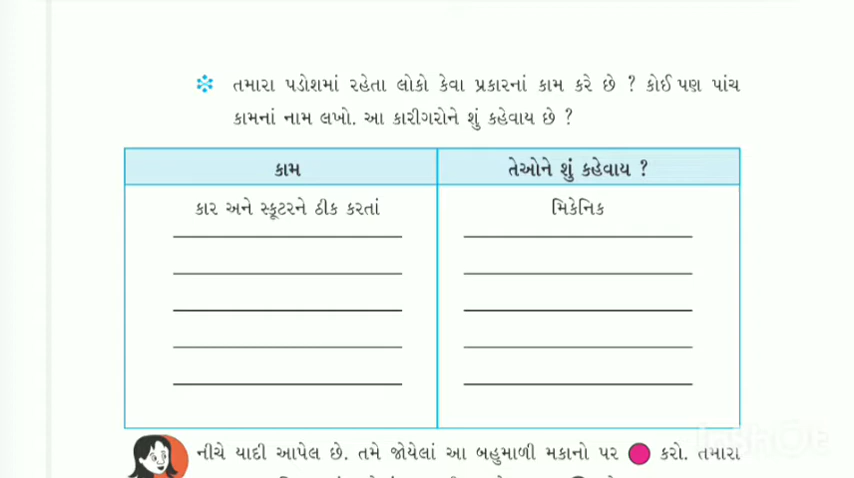 તમારા પડોશમાં રહેતા લોકો કેવા પ્રકારનાં કામ કરે છે ? કોઈ પણ પાંચ
કામનાં નામ લખો. આ કારીગરોને શું કહેવાય છે ?
કામ
તેઓને શું કહેવાય ?
કાર અને સ્કૂટરને ઠીક કરતાં
મિકેનિક
નીચે યાદી આપેલ છે. તમે જોયેલાં આ બહુમાળી મકાનો પર કરો. તમારા
InShOt